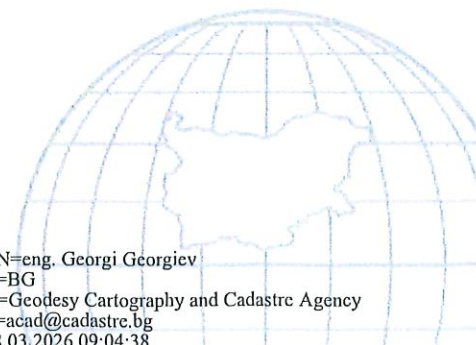 N=eng. Georgi Georgiev
=BG
=Geodesy Cartography and Cadastre Agency
=acad@cadastre.bg
.03.2026 09:04:38